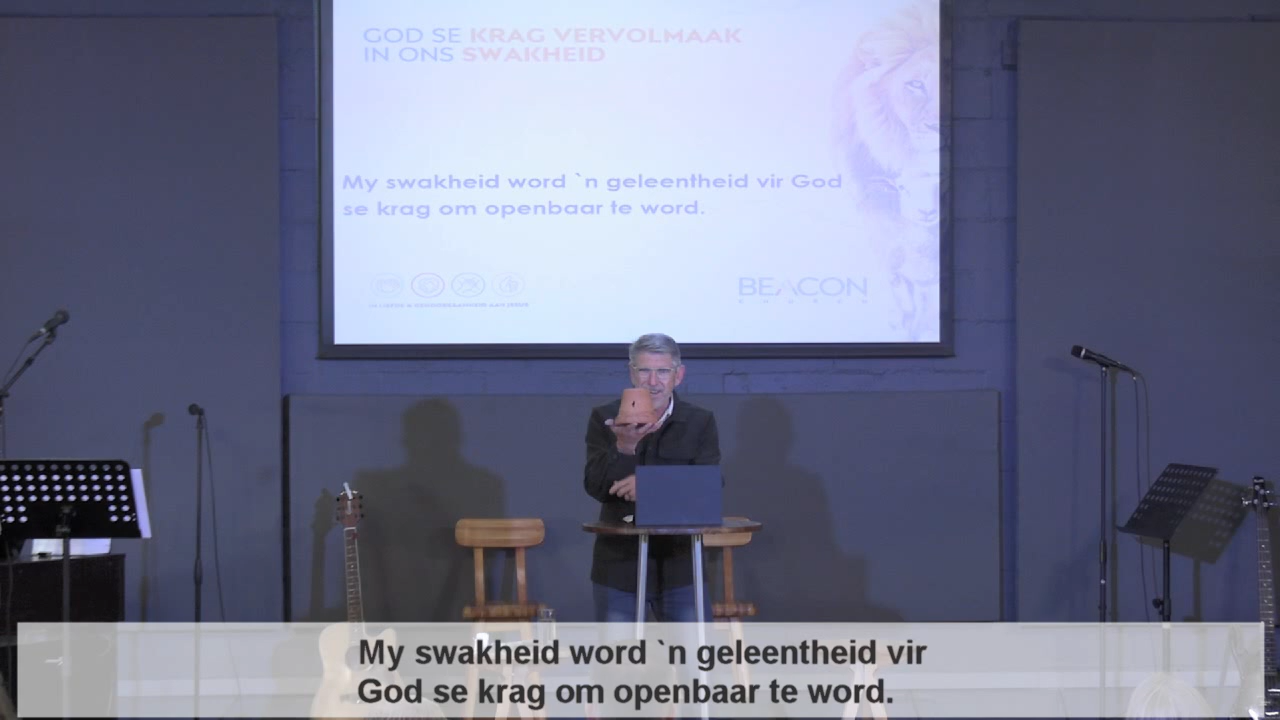 GOD SE KRAG VERVOLMAAK
IN ONS SWAKHEID
My swakheid word `n geleentheid vir God
se krag om openbaar te word.
BEACON
CHURCH
My swakheid word `n geleentheid vir
God se krag om openbaar te word.